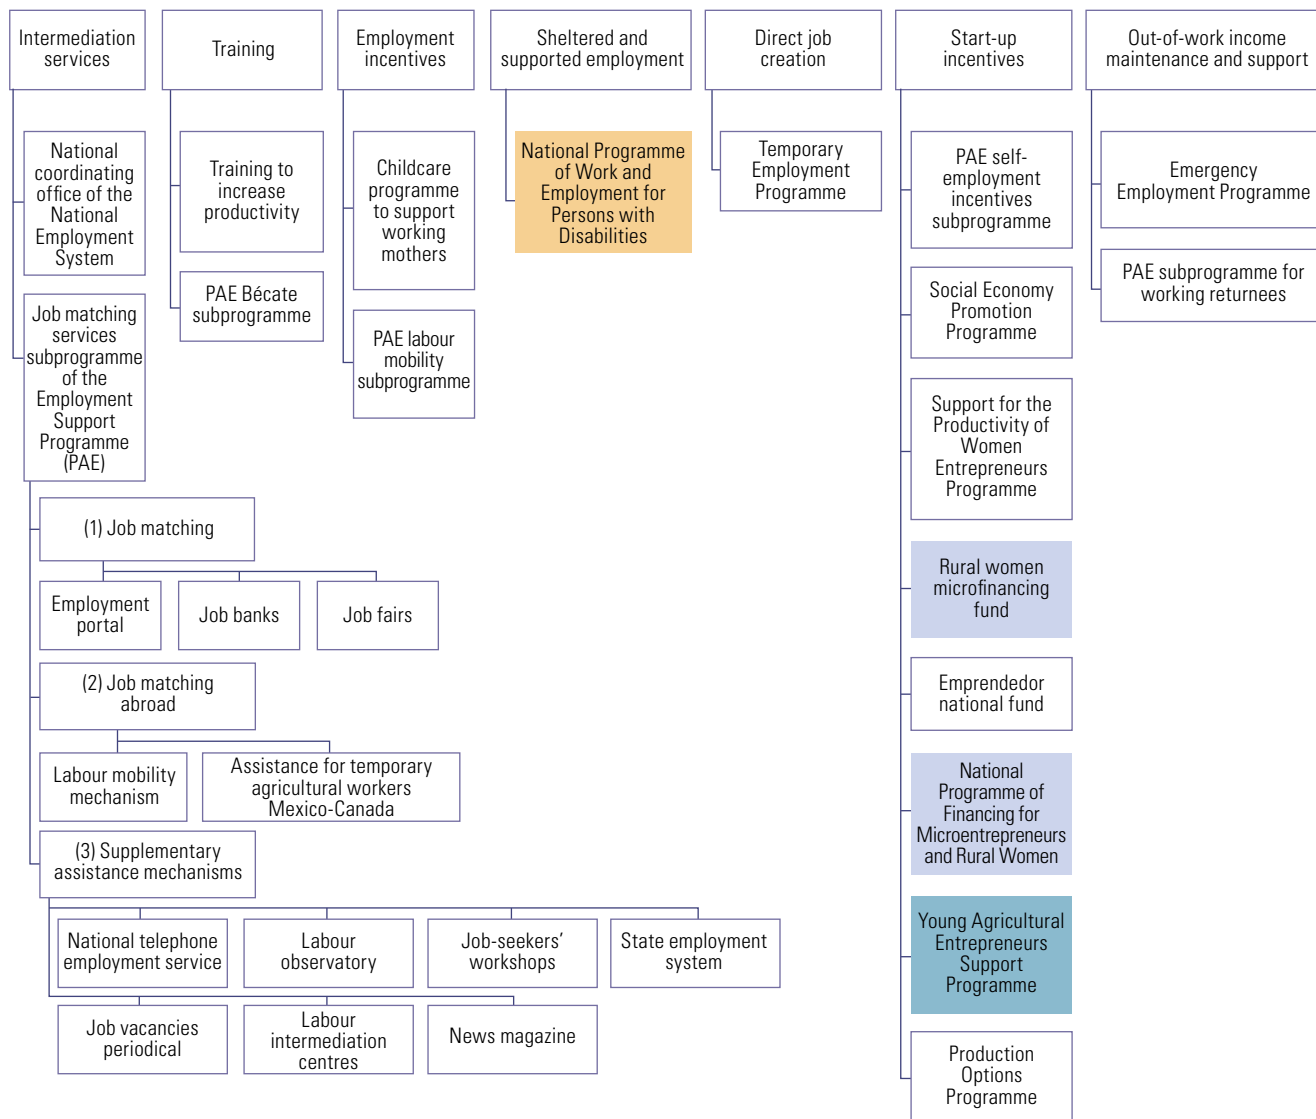 Intermediation
services
Training
Employment
incentives
Sheltered and
supported employment
Direct job
creation
Start-up
incentives
Out-of-work income
maintenance and support
National
coordinating
office of the
National
Employment
System
Job matching
services
subprogramme
of the
Employment
Support
Programme
(PAE)
(1) Job matching
Employment
portal
Job banks
Job fairs
(2) Job matching
abroad
Labour mobility
mechanism
Assistance for temporary
agricultural workers
Mexico-Canada
(3) Supplementary
assistance mechanisms
National telephone
employment service
Labour
observatory
Job-seekers’
workshops
State employment
system
Job vacancies
periodical
Labour
intermediation
centres
News magazine
Training to
increase
productivity
PAE Bécate
subprogramme
Childcare
programme
to support
working
mothers
PAE labour
mobility
subprogramme
National Programme
of Work and
Employment for
Persons with
Disabilities
Temporary
Employment
Programme
PAE self-
employment
incentives
subprogramme
Social Economy
Promotion
Programme
Support for the
Productivity of
Women
Entrepreneurs
Programme
Rural women
microfinancing
fund
Emprendedor
national fund
National
Programme of
Financing for
Microentrepreneurs
and Rural Women
Young Agricultural
Entrepreneurs
Support
Programme
Production
Options
Programme
Emergency
Employment Programme
PAE subprogramme for
working returnees